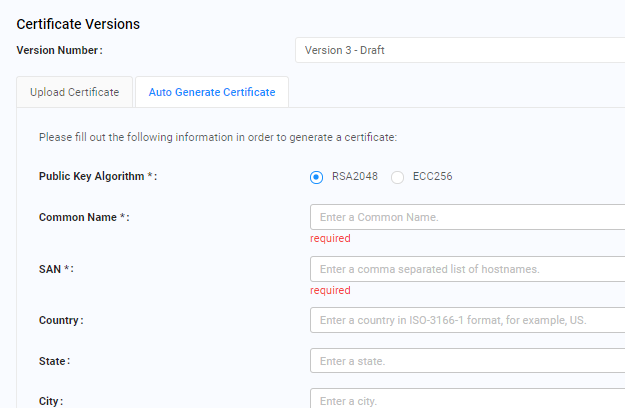 Certificate Versions
Version Number: Version 3 - Draft
Upload Certificate Auto Generate Certificate
Please fill out the following information in order to generate a certificate:
Public Key Algorithm *: RSA2048 ECC256
Common Name *: Enter a Common Name.
required
SAN *: Enter a comma separated list of hostnames.
required
Country: Enter a country in ISO-3166-1 format, for example, US.
State: Enter a state.
City: Enter a city.